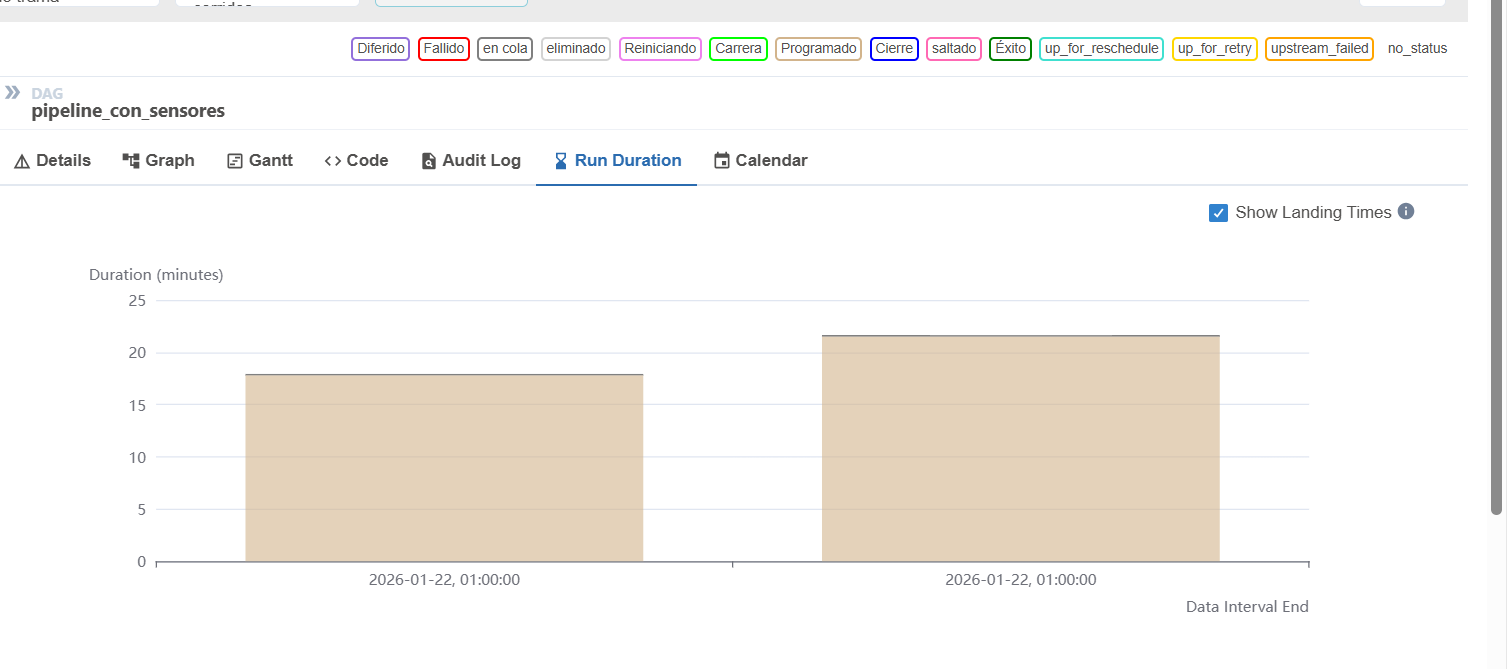 Diferido Fallido en cola eliminado Reiniciando Carrera Programado Cierre saltado Éxito up_for_reschedule up_for_retry upstream_failed no_status
DAG
pipeline_con_sensores
Details Graph Gantt Code Audit Log Run Duration Calendar
Show Landing Times
Duration (minutes)
25
20
15
10
5
0
2026-01-22, 01:00:00 2026-01-22, 01:00:00
Data Interval End